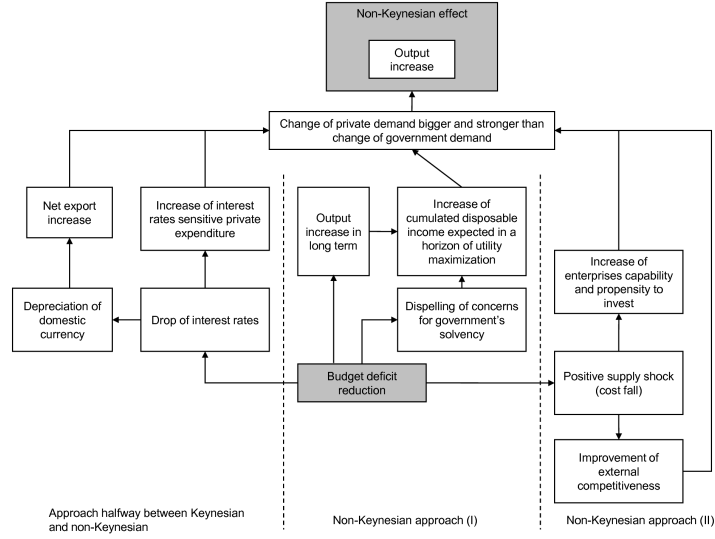 Non-Keynesian effect
Output
increase
Change of private demand bigger and stronger than
change of government demand
Net export
increase
Increase of interest
rates sensitive private
expenditure
Output
increase in
long term
Increase of
cumulated disposable
income expected in a
horizon of utility
maximization
Increase of
enterprises capability
and propensity to
invest
Depreciation of
domestic
currency
Drop of interest rates
Dispelling of concerns
for government's
solvency
Budget deficit
reduction
Positive supply shock
(cost fall)
Improvement of
external
competitiveness
Approach halfway between Keynesian
and non-Keynesian
Non-Keynesian approach (I)
Non-Keynesian approach (II)